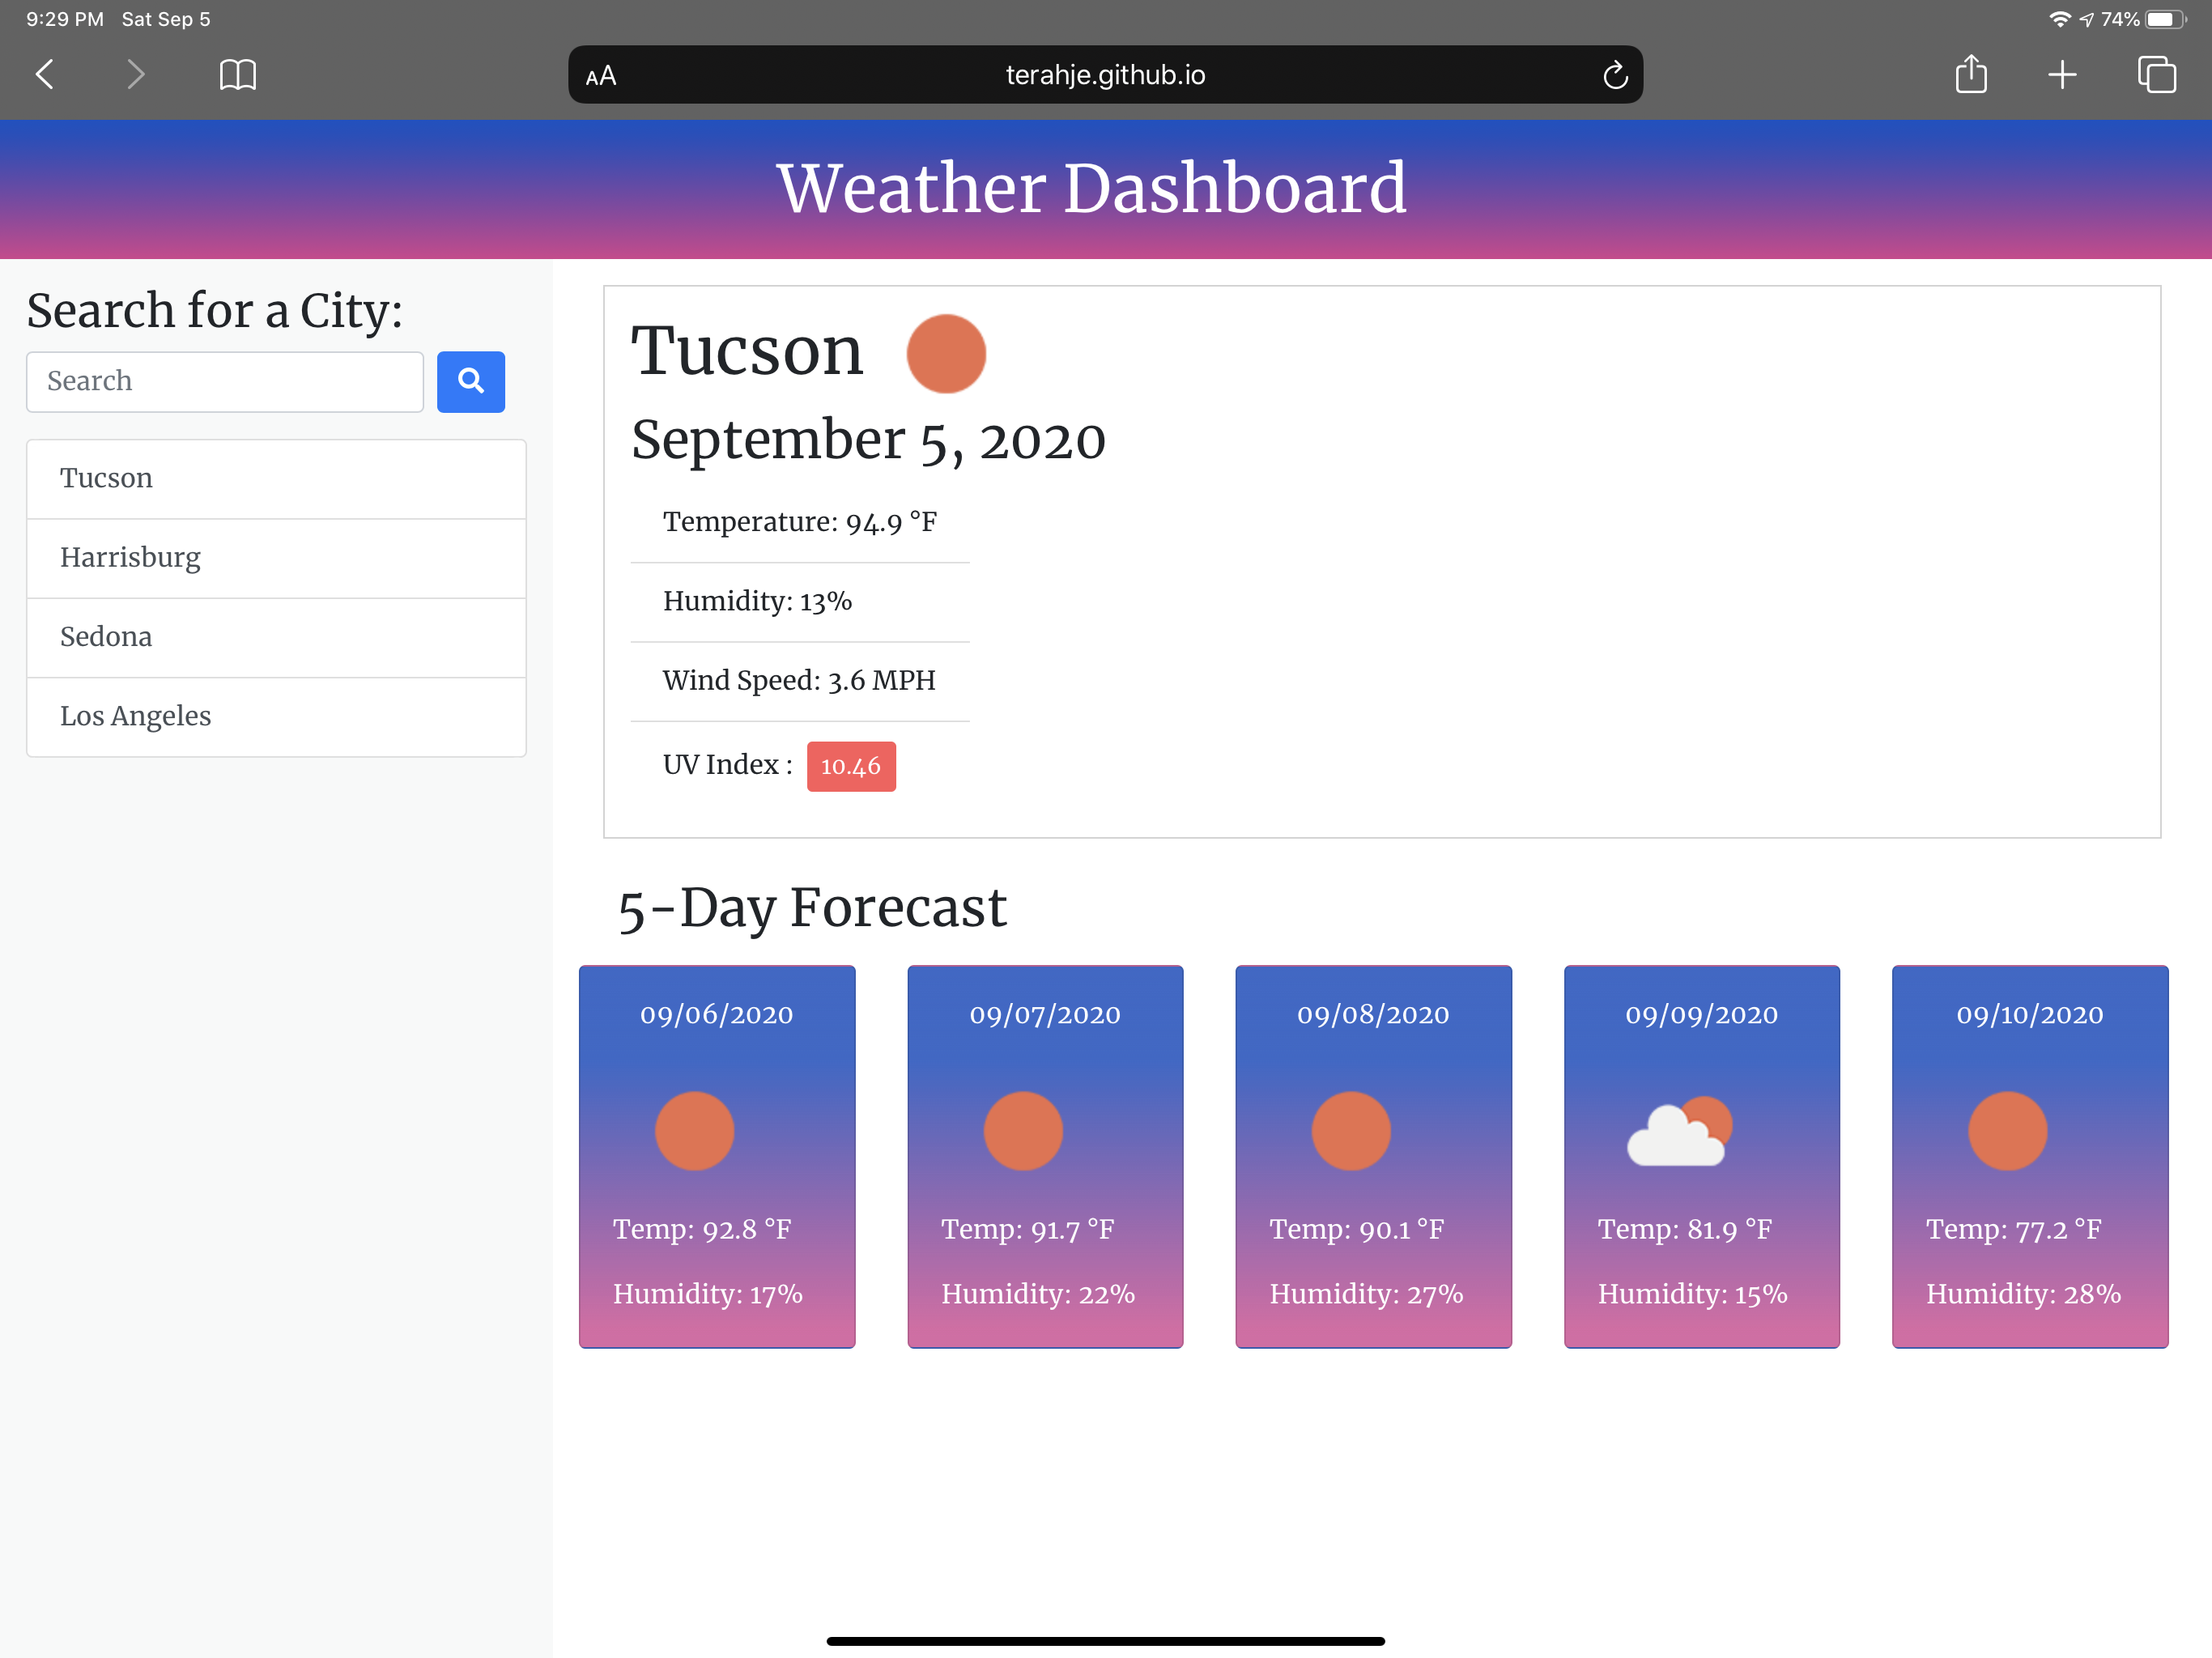 9:29 PM Sat Sep 5
74%
AA
terahje.github.io
Weather Dashboard
Search for a City:
Search
Tucson
Harrisburg
Sedona
Los Angeles
Tucson
September 5, 2020
Temperature: 94.9 °F
Humidity: 13%
Wind Speed: 3.6 MPH
UV Index : 10.46
5-Day Forecast
09/06/2020
Temp: 92.8 °F
Humidity: 17%
09/07/2020
Temp: 91.7 °F
Humidity: 22%
09/08/2020
Temp: 90.1 °F
Humidity: 27%
09/09/2020
Temp: 81.9 °F
Humidity: 15%
09/10/2020
Temp: 77.2 °F
Humidity: 28%